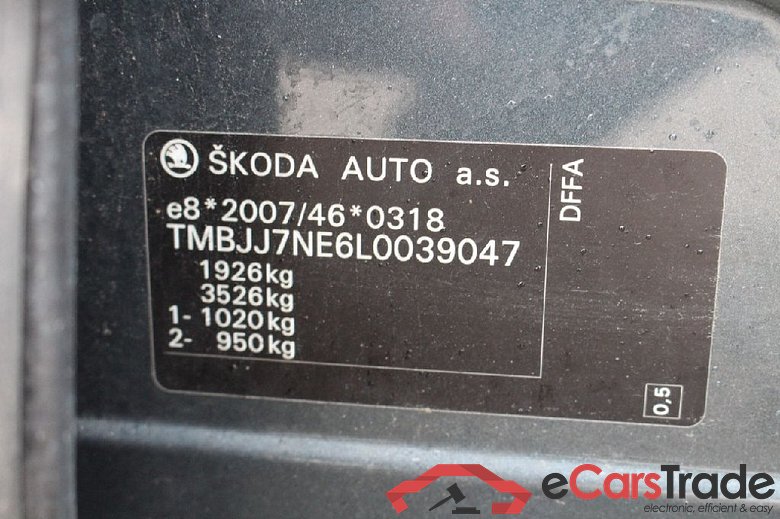 ŠKODA AUTO a.s.
e8*2007/46*0318
TMBJJ7NE6L0039047
1926kg
3526kg
1- 1020kg
2- 950kg
DFFA
0,5
eCarsTrade
electronic, efficient & easy